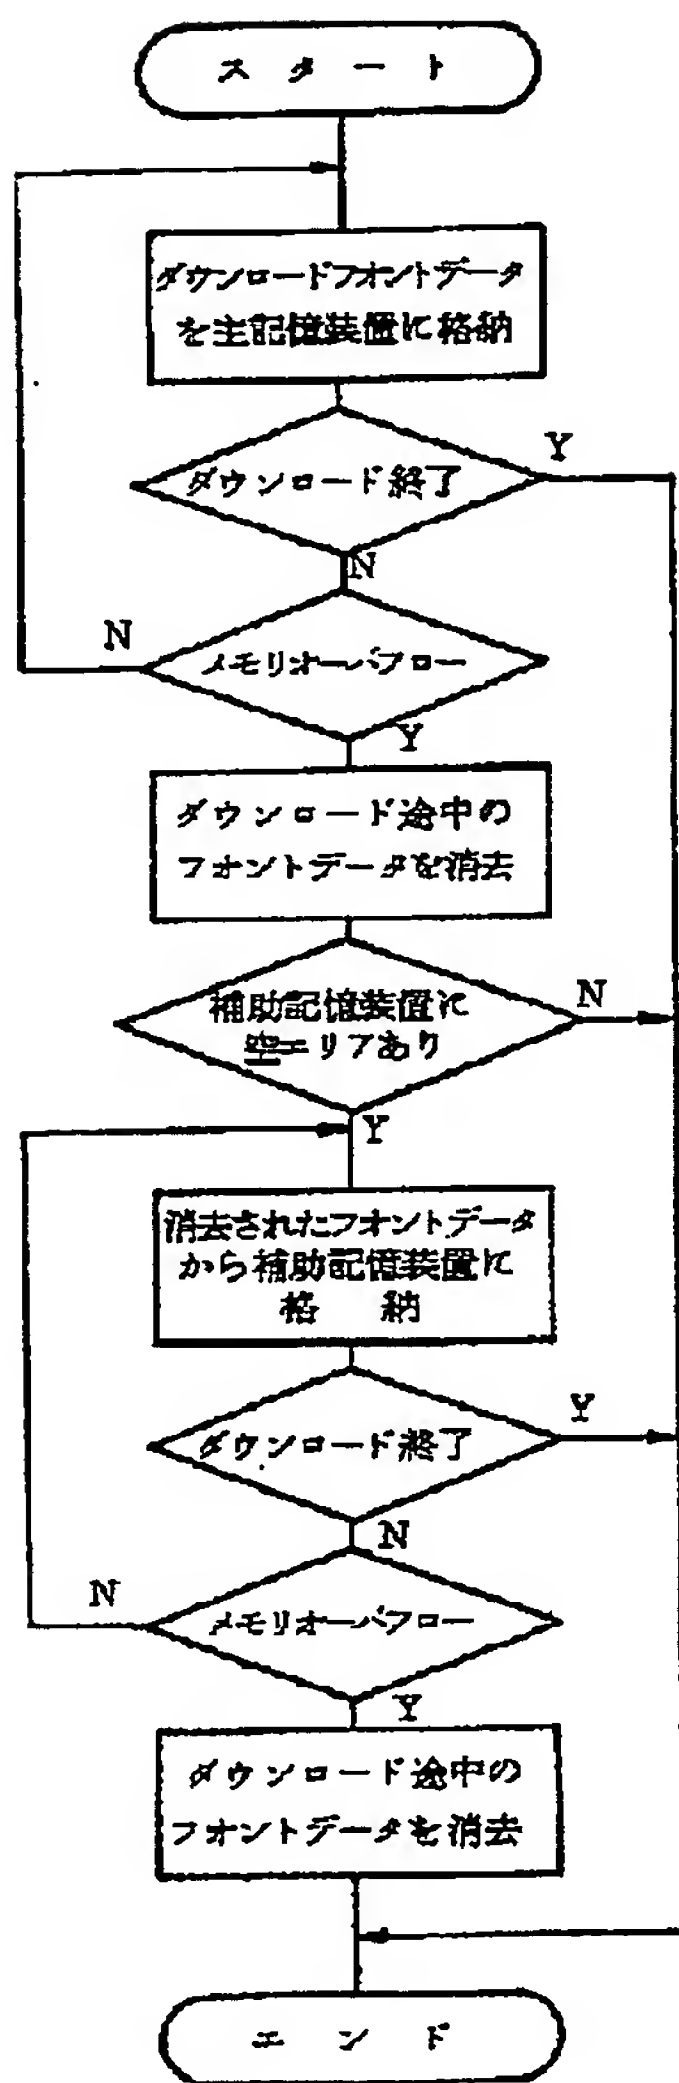 スタート
ダウンロードフォントデータ
を主記憶装置に格納
ダウンロード終了
Y
N
メモリオーバフロー
N
Y
ダウンロード途中の
フォントデータを消去
補助記憶装置に
空エリアあり
N
Y
消去されたフォントデータ
から補助記憶装置に
格納
ダウンロード終了
Y
N
メモリオーバフロー
N
Y
ダウンロード途中の
フォントデータを消去
エンド